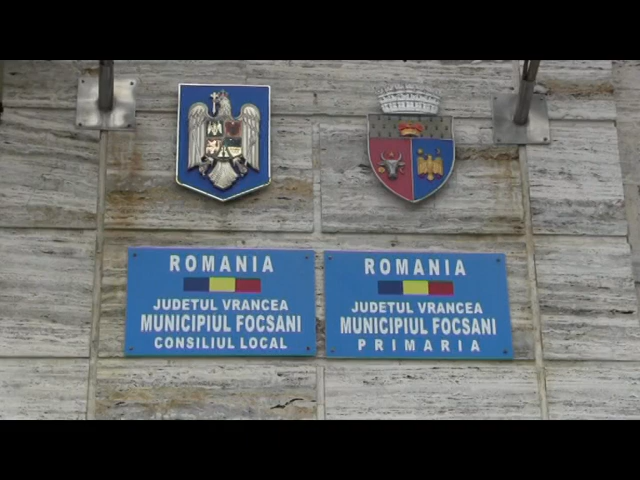 ROMANIA
JUDETUL VRANCEA
MUNICIPIUL FOCSANI
CONSILIUL LOCAL
ROMANIA
JUDETUL VRANCEA
MUNICIPIUL FOCSANI
PRIMARIA